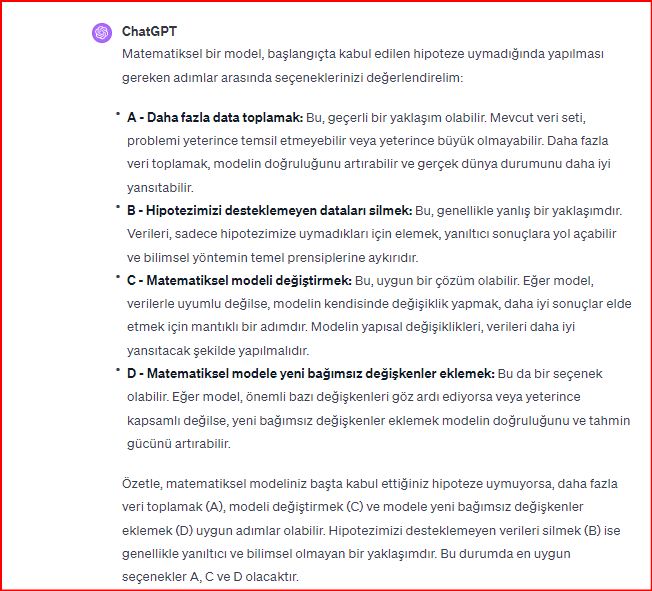 ChatGPT
Matematiksel bir model, başlangıçta kabul edilen hipoteze uymadığında yapılması
gereken adımlar arasında seçeneklerinizi değerlendirelim:
• A - Daha fazla data toplamak: Bu, geçerli bir yaklaşım olabilir. Mevcut veri seti,
problemi yeterince temsil etmeyebilir veya yeterince büyük olmayabilir. Daha fazla
veri toplamak, modelin doğruluğunu artırabilir ve gerçek dünya durumunu daha iyi
yansıtabilir.
• B - Hipotezimizi desteklemeyen dataları silmek: Bu, genellikle yanlış bir yaklaşımdır.
Verileri, sadece hipotezimize uymadıkları için elemek, yanıltıcı sonuçlara yol açabilir
ve bilimsel yöntemin temel prensiplerine aykırıdır.
• C - Matematiksel modeli değiştirmek: Bu, uygun bir çözüm olabilir. Eğer model,
verilerle uyumlu değilse, modelin kendisinde değişiklik yapmak, daha iyi sonuçlar elde
etmek için mantıklı bir adımdır. Modelin yapısal değişiklikleri, verileri daha iyi
yansıtacak şekilde yapılmalıdır.
• D - Matematiksel modele yeni bağımsız değişkenler eklemek: Bu da bir seçenek
olabilir. Eğer model, önemli bazı değişkenleri göz ardı ediyorsa veya yeterince
kapsamlı değilse, yeni bağımsız değişkenler eklemek modelin doğruluğunu ve tahmin
gücünü artırabilir.
Özetle, matematiksel modeliniz başta kabul ettiğiniz hipoteze uymuyorsa, daha fazla
veri toplamak (A), modeli değiştirmek (C) ve modele yeni bağımsız değişkenler
eklemek (D) uygun adımlar olabilir. Hipotezimizi desteklemeyen verileri silmek (B) ise
genellikle yanıltıcı ve bilimsel olmayan bir yaklaşımdır. Bu durumda en uygun
seçenekler A, C ve D olacaktır.